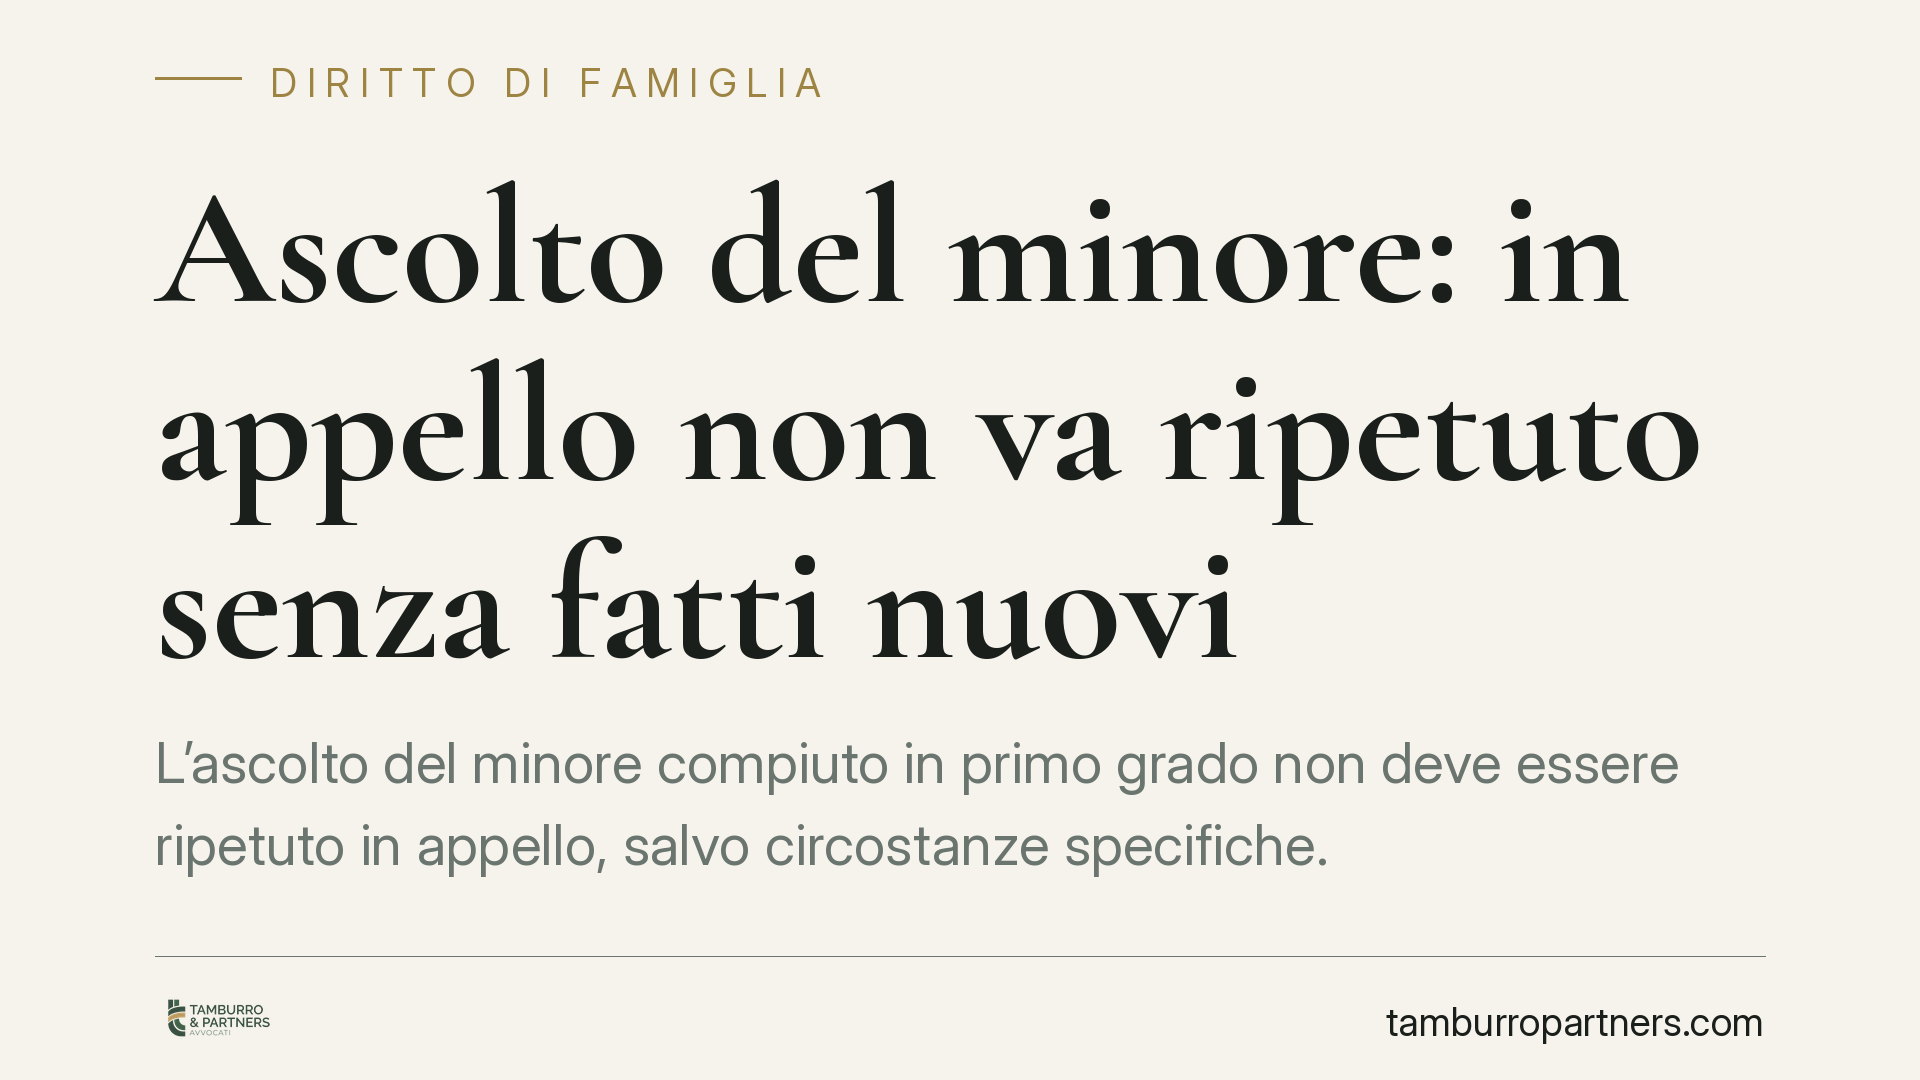 DIRITTO DI FAMIGLIA
Ascolto del minore: in
appello non va ripetuto
senza fatti nuovi
L’ascolto del minore compiuto in primo grado non deve essere
ripetuto in appello, salvo circostanze specifiche.
TAMBURRO
& PARTNERS
AVVOCATI
tamburropartners.com